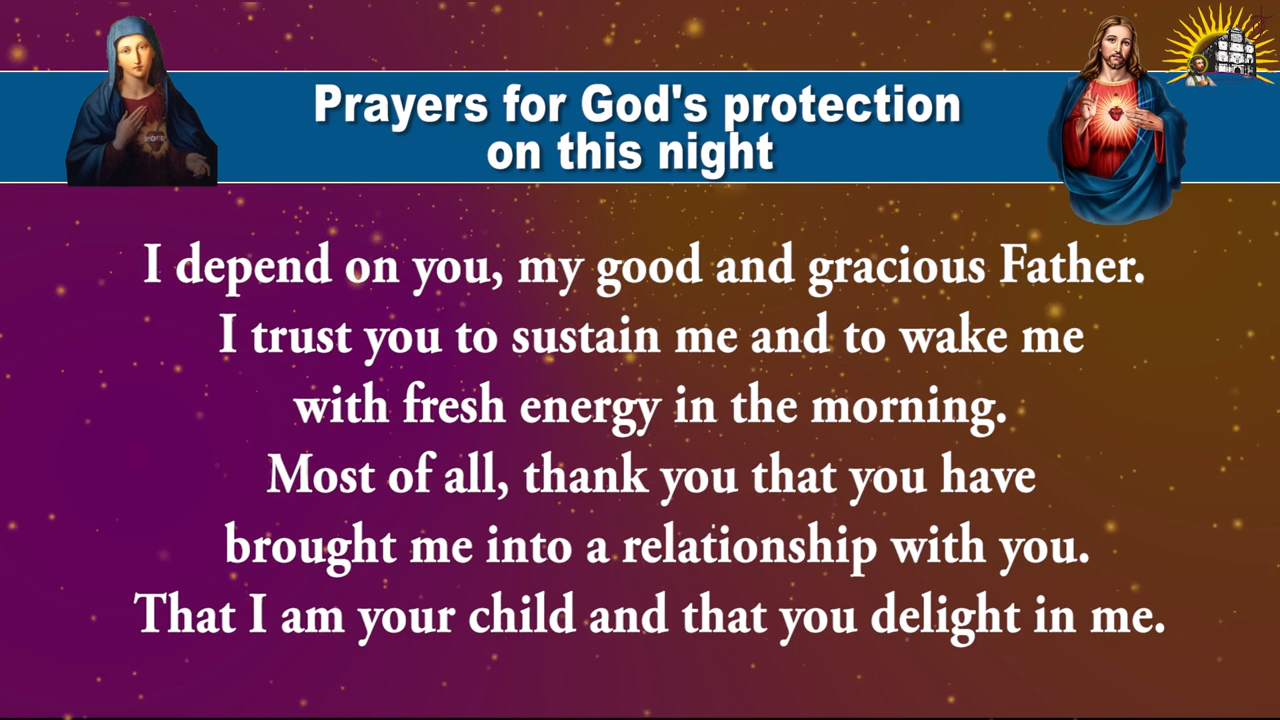 Prayers for God's protection
on this night
I depend on you, my good and gracious Father.
I trust you to sustain me and to wake me
with fresh energy in the morning.
Most of all, thank you that you have
brought me into a relationship with you.
That I am your child and that you delight in me.